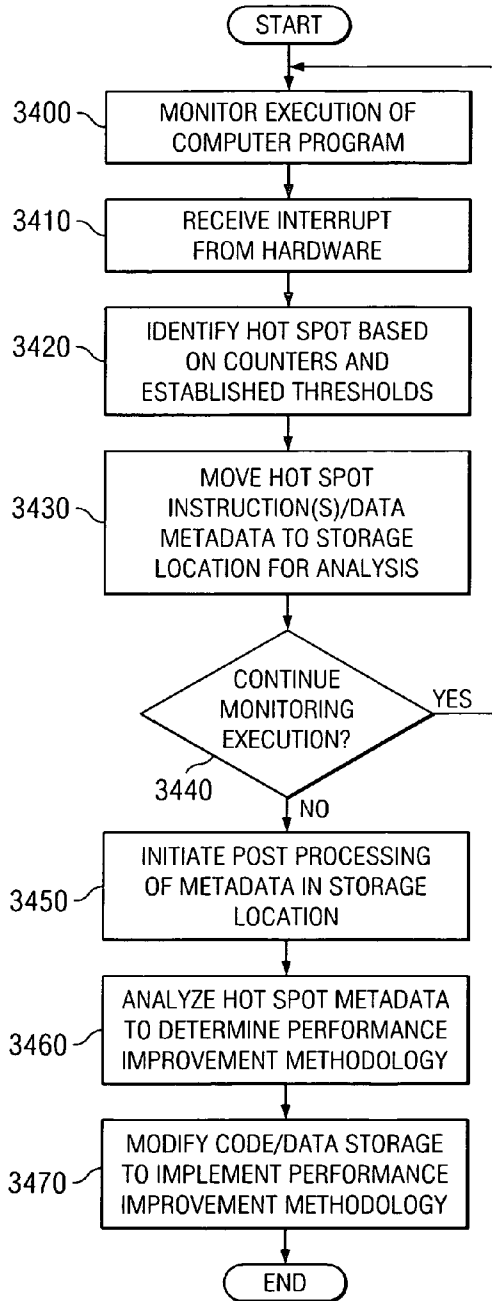 START
3400
MONITOR EXECUTION OF
COMPUTER PROGRAM
3410
RECEIVE INTERRUPT
FROM HARDWARE
3420
IDENTIFY HOT SPOT BASED
ON COUNTERS AND
ESTABLISHED THRESHOLDS
3430
MOVE HOT SPOT
INSTRUCTION(S)/DATA
METADATA TO STORAGE
LOCATION FOR ANALYSIS
CONTINUE
MONITORING
EXECUTION?
YES
3440
NO
3450
INITIATE POST PROCESSING
OF METADATA IN STORAGE
LOCATION
3460
ANALYZE HOT SPOT METADATA
TO DETERMINE PERFORMANCE
IMPROVEMENT METHODOLOGY
3470
MODIFY CODE/DATA STORAGE
TO IMPLEMENT PERFORMANCE
IMPROVEMENT METHODOLOGY
END